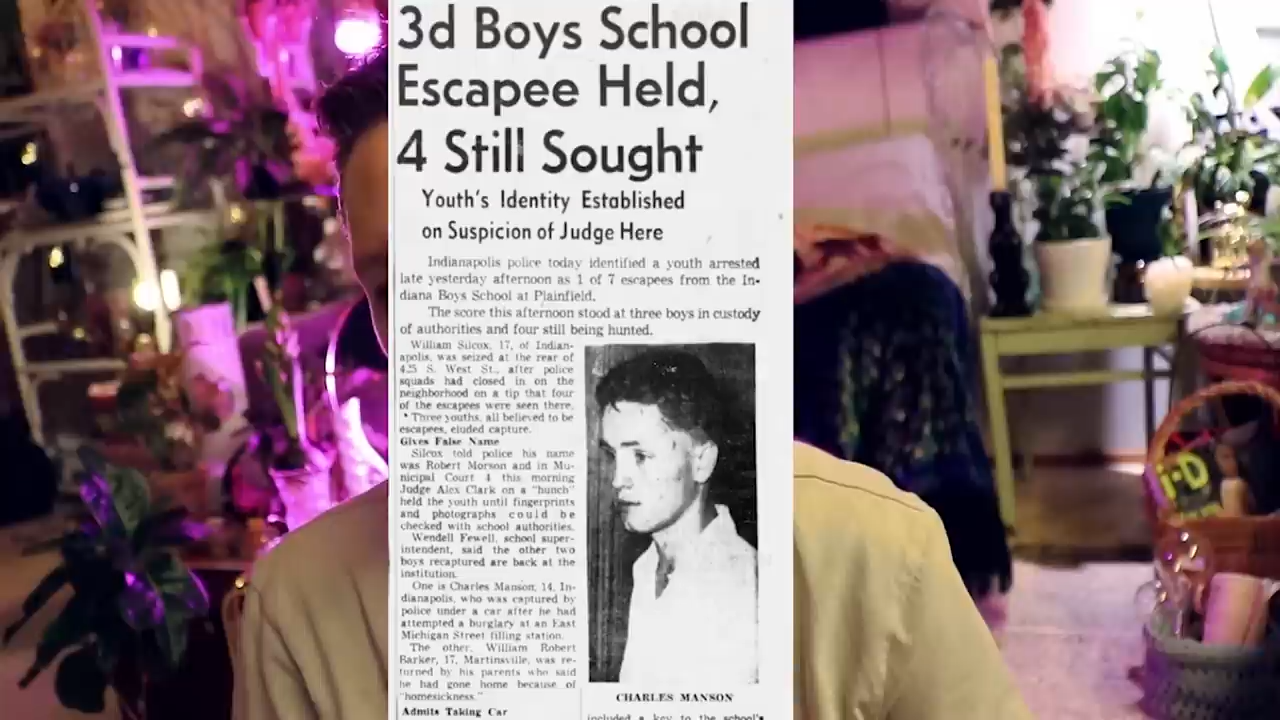 3d Boys School
Escapee Held,
4 Still Sought
Youth's Identity Established
on Suspicion of Judge Here
Indianapolis police today identified a youth arrested
late yesterday afternoon as 1 of 7 escapees from the In-
diana Boys School at Plainfield.
The score this afternoon stood at three boys in custody
of authorities and four still being hunted.
William Silcox, 17, of Indian-
apolis, was seized at the rear of
425 S. West St., after police
squads had closed in on the
neighborhood on a tip that four
of the escapees were seen there.
Three youths, all believed to be
escapees, eluded capture.
Gives False Name
Silcox told police his name
was Robert Morson and in Mu-
nicipal Court 4 this morning
Judge Alex Clark on a "hunch"
held the youth until fingerprints
and photographs could be
checked with school authorities.
Wendell Fewell, school super-
intendent, said the other two
boys recaptured are back at the
institution.
One is Charles Manson, 14, In-
dianapolis, who was captured by
police under a car after he had
attempted a burglary at an East
Michigan Street filling station.
The other, William Robert
Barker, 17, Martinsville, was re-
turned by his parents who said
he had gone home because of
"homesickness."
Admits Taking Car
CHARLES MANSON
included a key to the school's
i-D